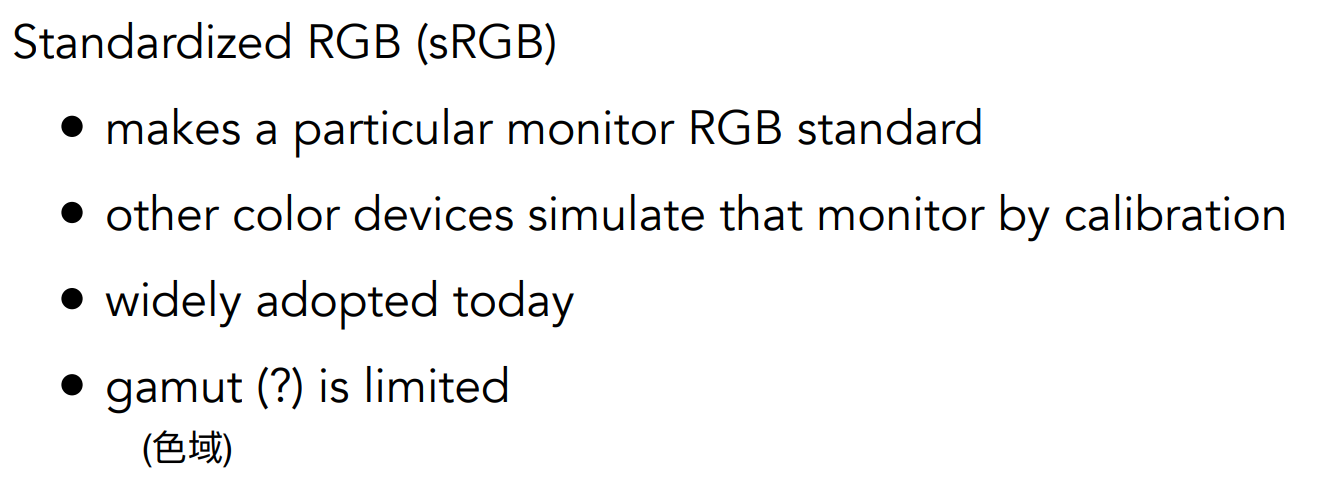 Standardized RGB (sRGB)
● makes a particular monitor RGB standard
● other color devices simulate that monitor by calibration
● widely adopted today
● gamut (?) is limited
(色域)